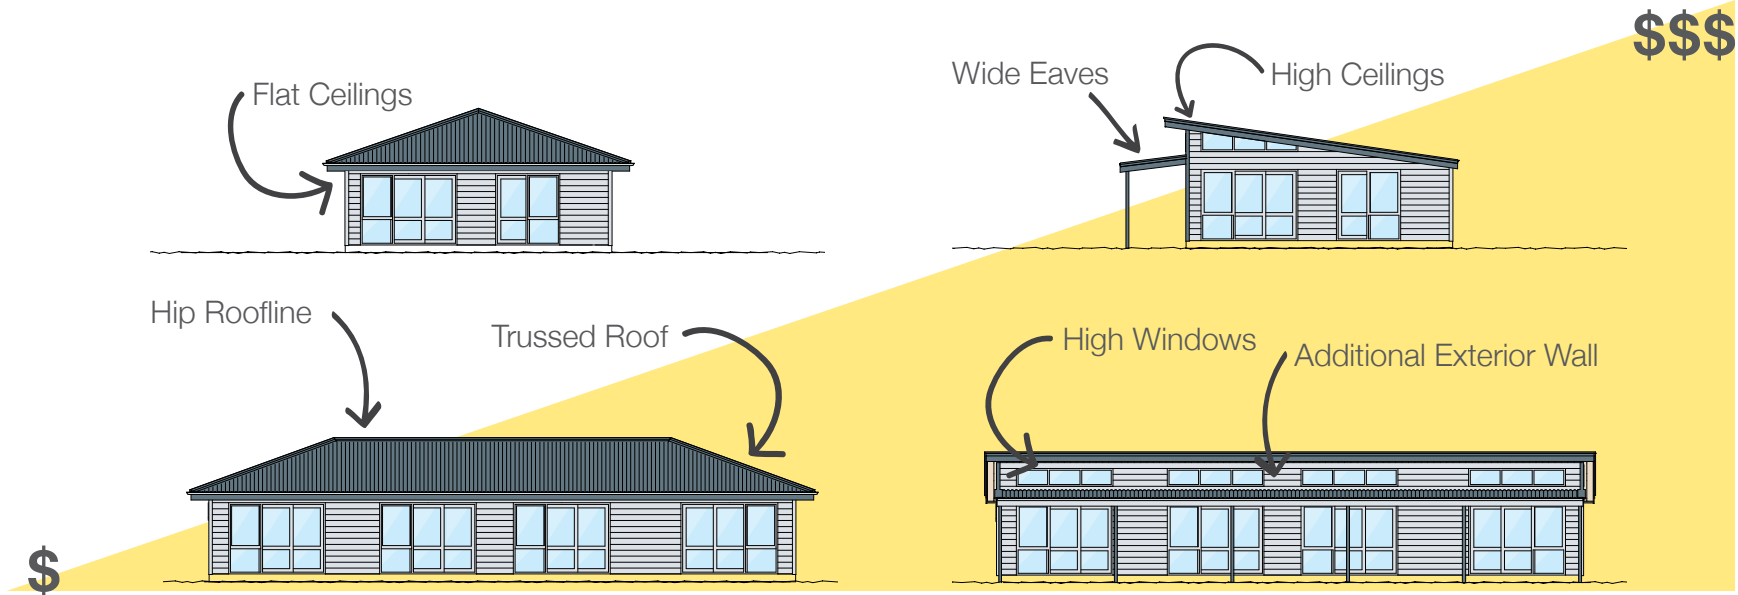 $$$
Wide Eaves
High Ceilings
Flat Ceilings
Hip Roofline
Trussed Roof
High Windows
Additional Exterior Wall
$